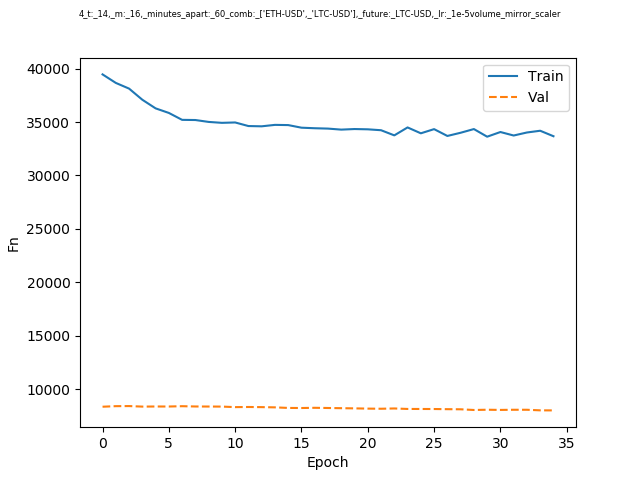 4_t:_14,_m:_16,_minutes_apart:_60_comb:_['ETH-USD',_'LTC-USD'],_future:_LTC-USD,_lr:_1e-5volume_mirror_scaler
Train
Val
40000
35000
30000
25000
20000
15000
10000
Fn
0 5 10 15 20 25 30 35
Epoch